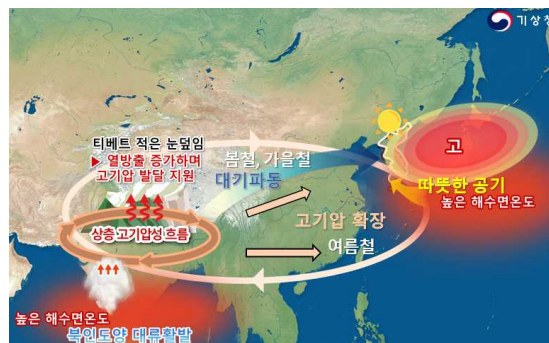 기상청
티베트 적은 눈덮임
▶ 열방출 증가하며
고기압 발달 지원
봄철, 가을철
대기파동
고
따뜻한 공기
높은 해수면온도
고기압 확장
여름철
상층 고기압성 흐름
높은 해수면온도
북인도양 대류활발